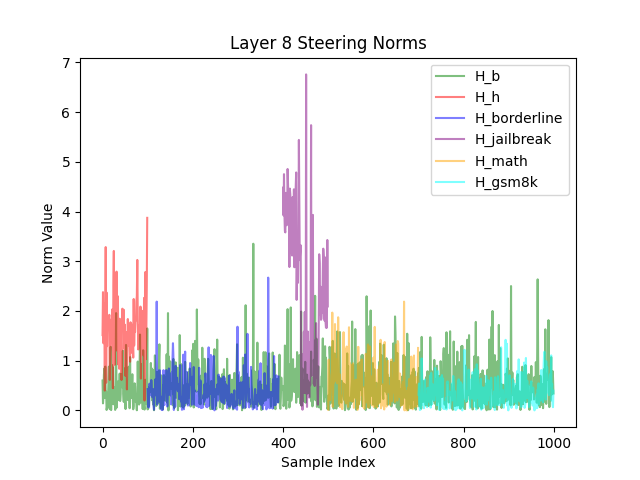 Layer 8 Steering Norms
7
6
5
4
3
2
1
0
Norm Value
H_b
H_h
H_borderline
H_jailbreak
H_math
H_gsm8k
0 200 400 600 800 1000
Sample Index